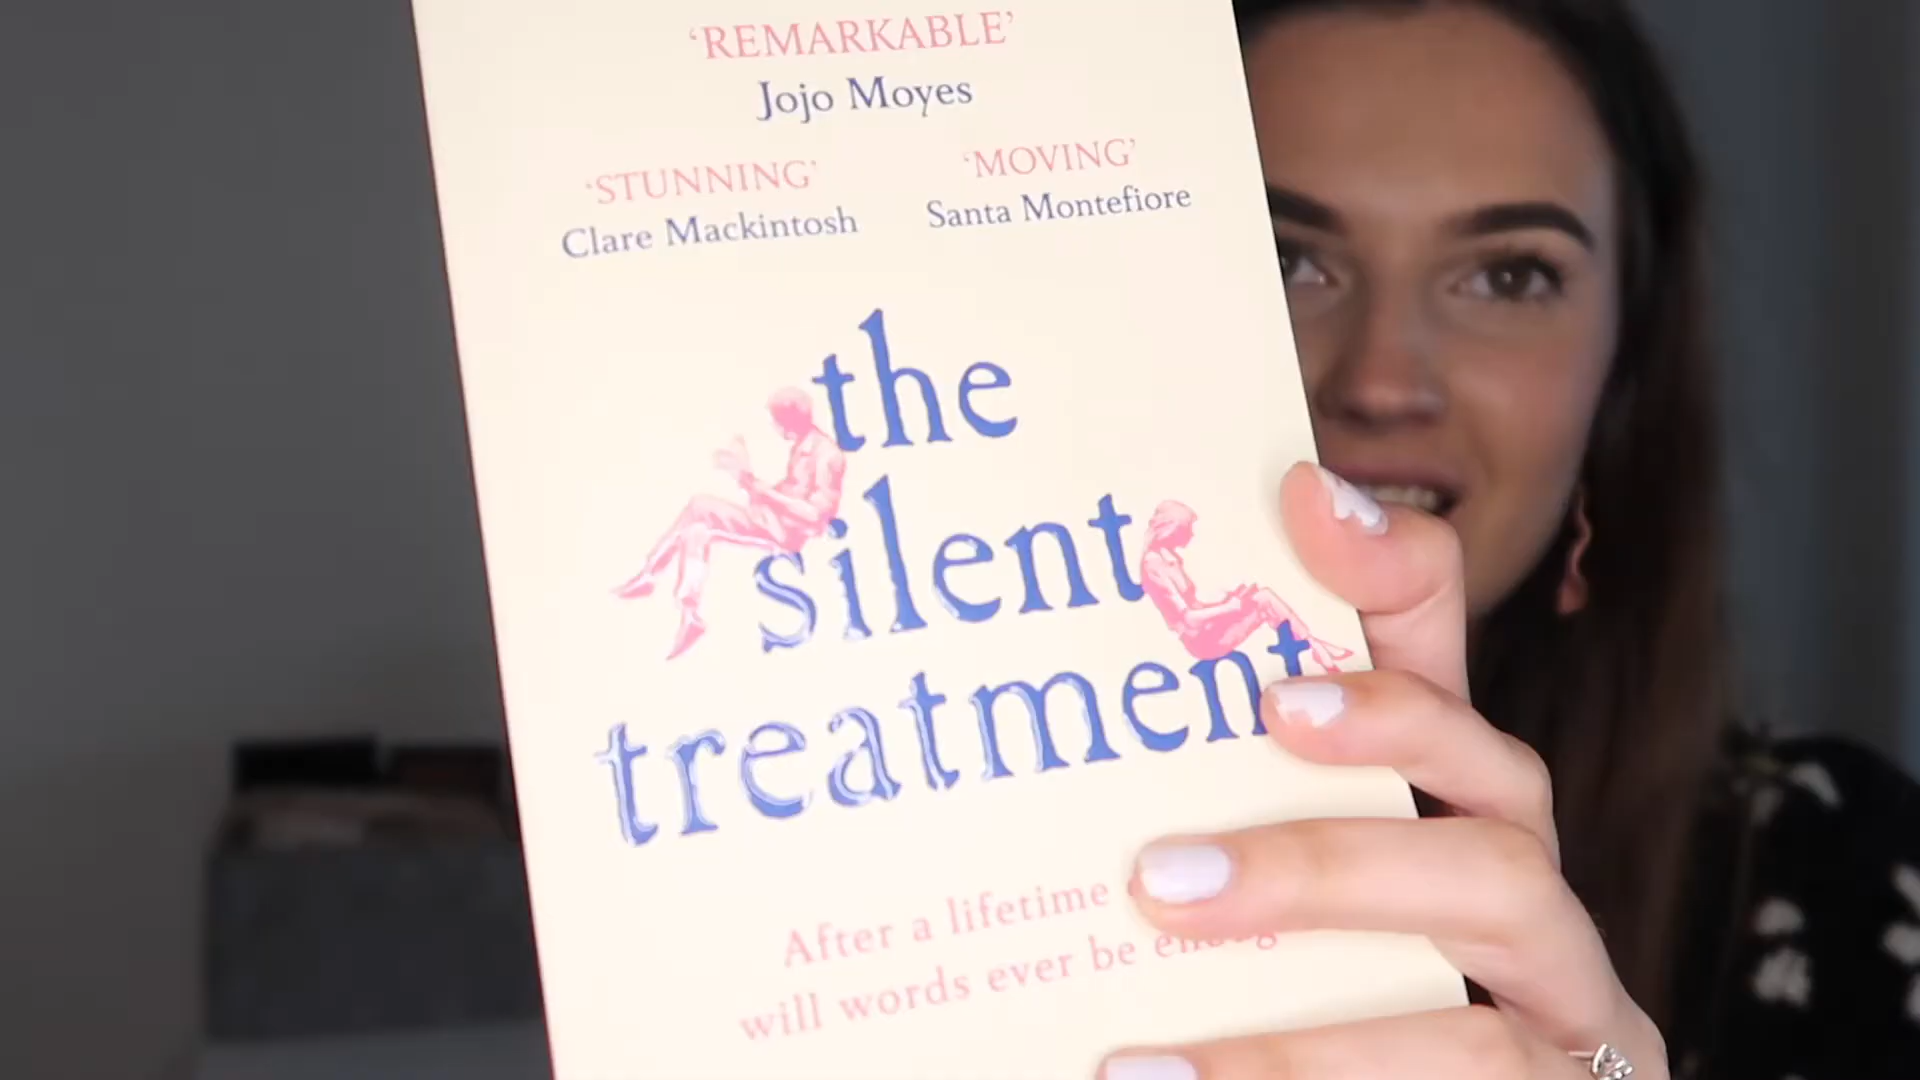 ‘REMARKABLE’
Jojo Moyes
‘STUNNING’
Clare Mackintosh
‘MOVING’
Santa Montefiore
the
silent
treatment
After a lifetime
will words ever be